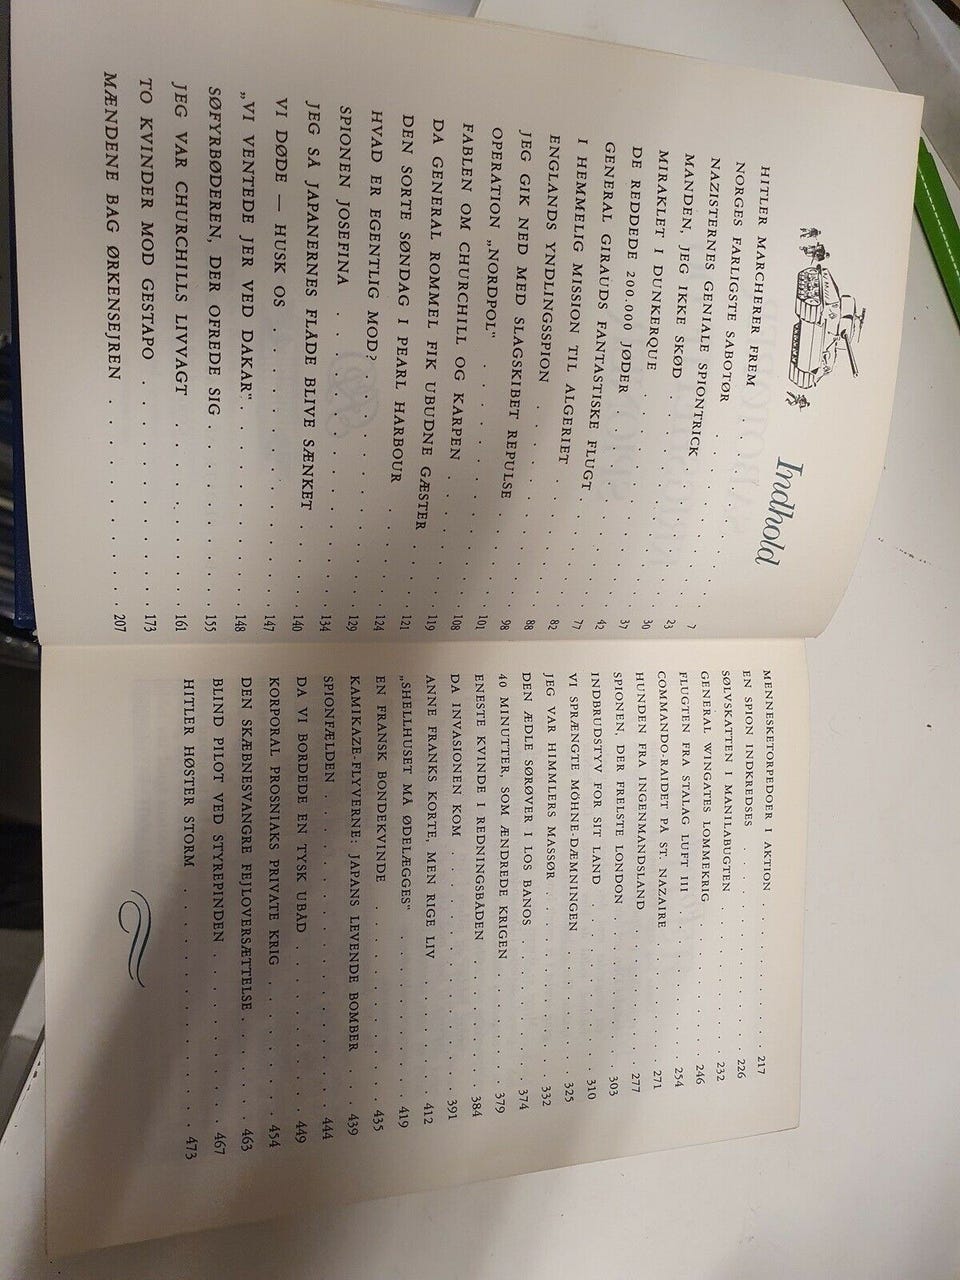 Indhold
HITLER MARCHERER FREM . . . . . . . . 7
NORGES FARLIGSTE SABOTØR . . . . . . . . 23
NAZISTERNES GENIALE SPIONTRICK . . . . . . 30
MANDEN, JEG IKKE SKØD . . . . . . . . 37
MIRAKLET I DUNKERQUE . . . . . . . . 42
DE REDDEDE 200.000 JØDER . . . . . . . . 77
GENERAL GIRAUDS FANTASTISKE FLUGT . . . . . 82
I HEMMELIG MISSION TIL ALGERIET . . . . . 88
ENGLANDS YNDLINGSSPION . . . . . . . . 98
JEG GIK NED MED SLAGSKIBET REPULSE . . . . 101
OPERATION „NORDPOL" . . . . . . . . 108
FABLEN OM CHURCHILL OG KARPEN . . . . . 119
DA GENERAL ROMMEL FIK UBUDNE GÆSTER . . . 121
DEN SORTE SØNDAG I PEARL HARBOUR . . . . 124
HVAD ER EGENTLIG MOD? . . . . . . . . 129
SPIONEN JOSEFINA . . . . . . . . . . 134
JEG SÅ JAPANERNES FLÅDE BLIVE SÆNKET . . . 140
VI DØDE — HUSK OS . . . . . . . . . 147
„VI VENTEDE JER VED DAKAR" . . . . . . 148
SØFYRBØDEREN, DER OFREDE SIG . . . . . . 155
JEG VAR CHURCHILLS LIVVAGT . . . . . . 161
TO KVINDER MOD GESTAPO . . . . . . . 173
MÆNDENE BAG ØRKENSEJREN . . . . . . . 207
MENNESKETORPEDOER I AKTION . . . . . . 217
EN SPION INDKREDSES . . . . . . . . 226
SØLVSKATTEN I MANILABUGTEN . . . . . . 232
GENERAL WINGATES LOMMEKRIG . . . . . . 246
FLUGTEN FRA STALAG LUFT III . . . . . . 254
COMMANDO-RAIDET PÅ ST. NAZAIRE . . . . . 271
HUNDEN FRA INGENMANDSLAND . . . . . . 277
SPIONEN, DER FRELSTE LONDON . . . . . . 303
INDBRUDSTYV FOR SIT LAND . . . . . . . 310
VI SPRÆNGTE MÖHNE-DÆMNINGEN . . . . . . 325
JEG VAR HIMMLERS MASSØR . . . . . . . 332
DEN ÆDLE SØRØVER I LOS BANOS . . . . . . 374
40 MINUTTER, SOM ÆNDREDE KRIGEN . . . . . 379
ENESTE KVINDE I REDNINGSBÅDEN . . . . . . 384
DA INVASIONEN KOM . . . . . . . . . 391
ANNE FRANKS KORTE, MEN RIGE LIV . . . . . 412
„SHELLHUSET MÅ ØDELÆGGES" . . . . . . . 419
EN FRANSK BONDEKVINDE . . . . . . . . 435
KAMIKAZE-FLYVERNE: JAPANS LEVENDE BOMBER . . 439
SPIONFÆLDEN . . . . . . . . . . . 444
DA VI BORDEDE EN TYSK UBÅD . . . . . . 449
KORPORAL PROSNIAKS PRIVATE KRIG . . . . . 454
DEN SKÆBNESVANGRE FEJLOVERSÆTTELSE . . . . 463
BLIND PILOT VED STYREPINDEN . . . . . . 467
HITLER HØSTER STORM . . . . . . . . 473